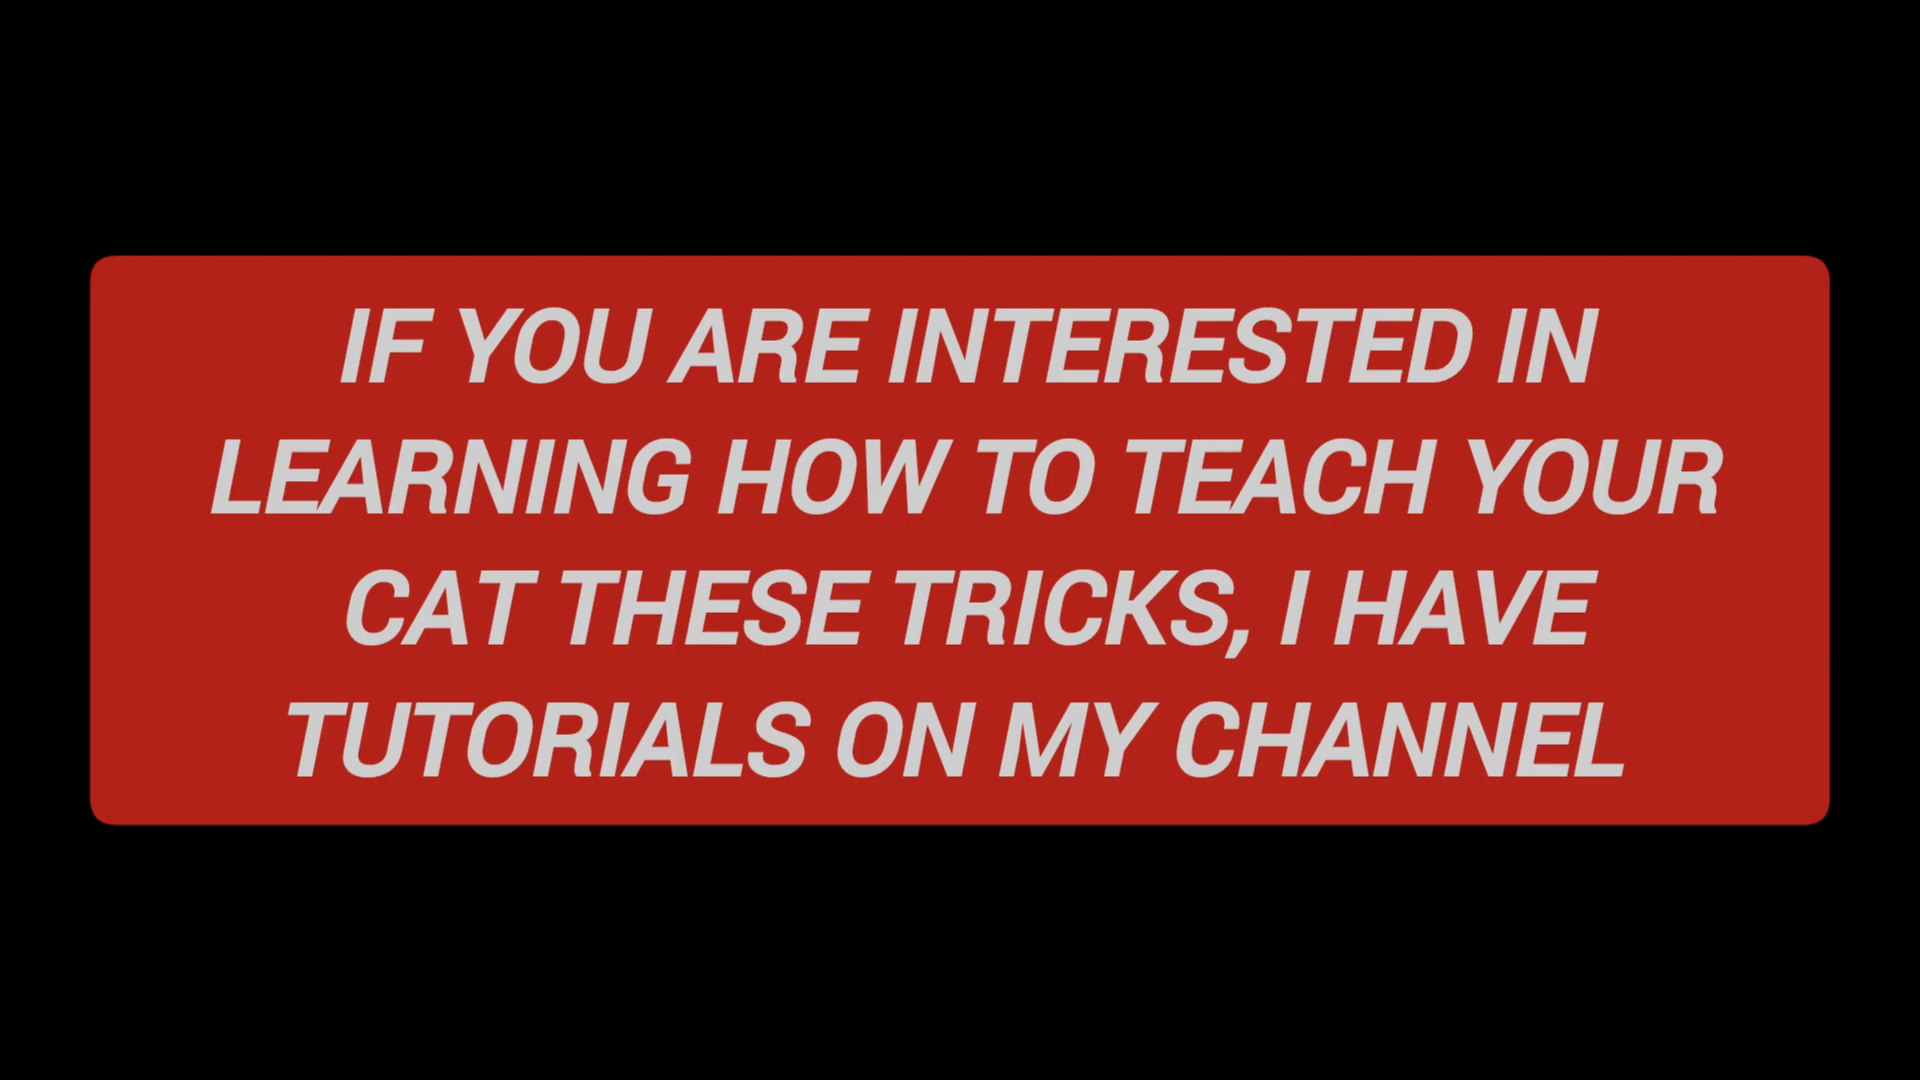 IF YOU ARE INTERESTED IN
LEARNING HOW TO TEACH YOUR
CAT THESE TRICKS, I HAVE
TUTORIALS ON MY CHANNEL